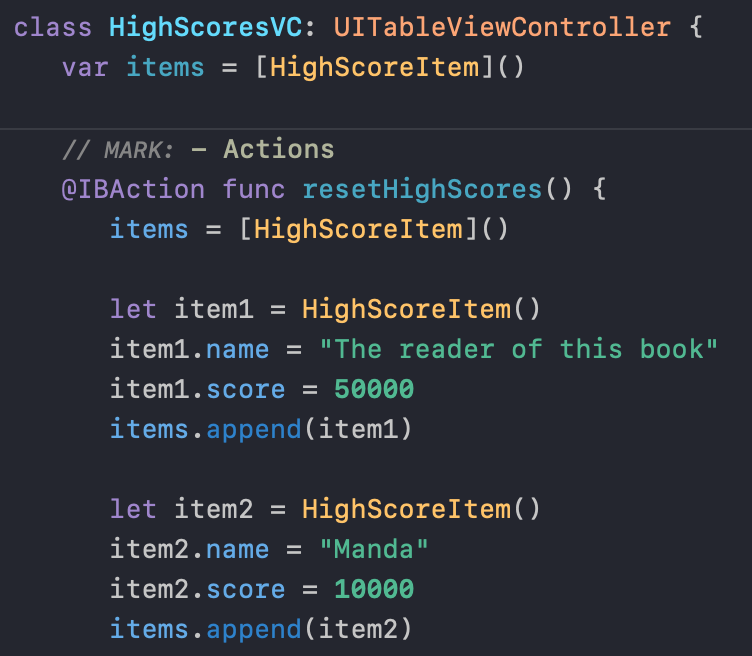 class HighScoresVC: UITableViewController {
var items = [HighScoreItem]()
// MARK: - Actions
@IBAction func resetHighScores() {
items = [HighScoreItem]()
let item1 = HighScoreItem()
item1.name = "The reader of this book"
item1.score = 50000
items.append(item1)
let item2 = HighScoreItem()
item2.name = "Manda"
item2.score = 10000
items.append(item2)